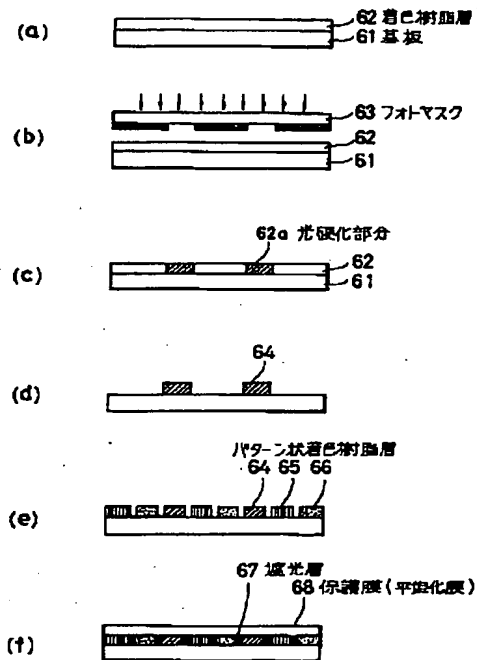 (a)
62 着色樹脂層
61 基板
(b)
63 フォトマスク
62
61
(c)
62a 光硬化部分
62
61
(d)
64
(e)
パターン状着色樹脂層
64 65 66
(f)
67 遮光層
68 保護膜(平坦化膜)